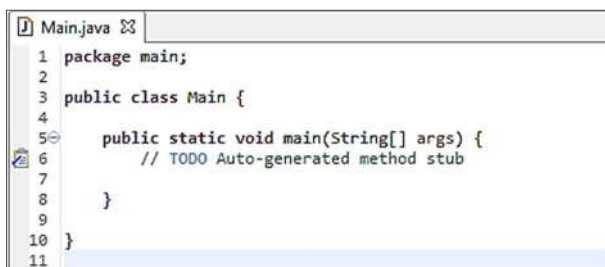 Main.java
1 package main;
2
3 public class Main {
4
5 public static void main(String[] args) {
6 // TODO Auto-generated method stub
7
8 }
9
10 }
11